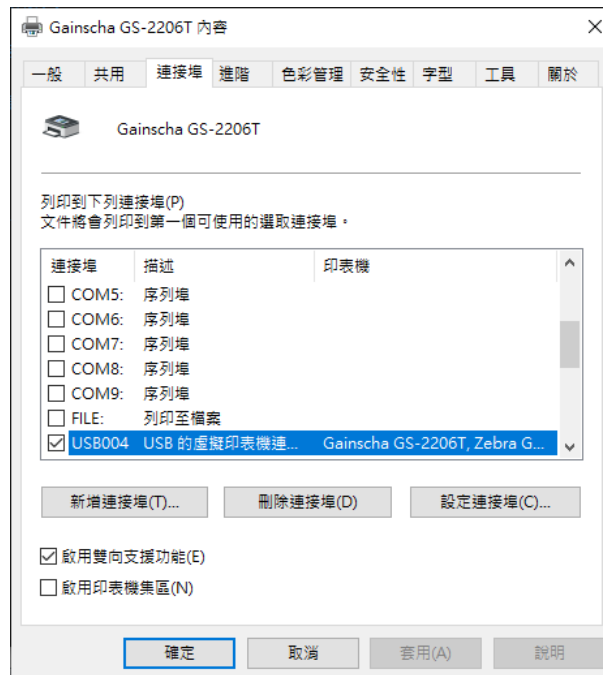 Gainscha GS-2206T 內容
一般 共用 連接埠 進階 色彩管理 安全性 字型 工具 關於
Gainscha GS-2206T
列印到下列連接埠(P)
文件將會列印到第一個可使用的選取連接埠。
連接埠 描述 印表機
COM5: 序列埠
COM6: 序列埠
COM7: 序列埠
COM8: 序列埠
COM9: 序列埠
FILE: 列印至檔案
USB004 USB 的虛擬印表機連... Gainscha GS-2206T, Zebra G...
新增連接埠(T)... 刪除連接埠(D) 設定連接埠(C)...
啟用雙向支援功能(E)
啟用印表機集區(N)
確定 取消 套用(A) 說明